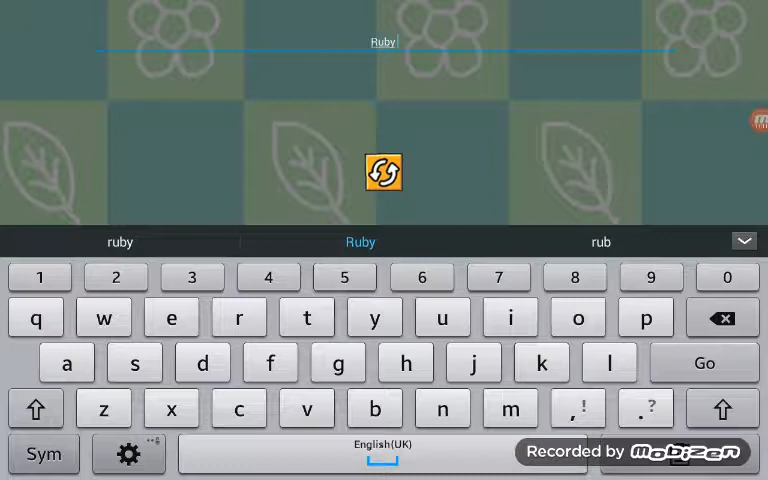 Ruby
ruby Ruby rub
1 2 3 4 5 6 7 8 9 0
q w e r t y u i o p
a s d f g h j k l Go
z x c v b n m ,! .?
Sym English(UK) Recorded by mobizen